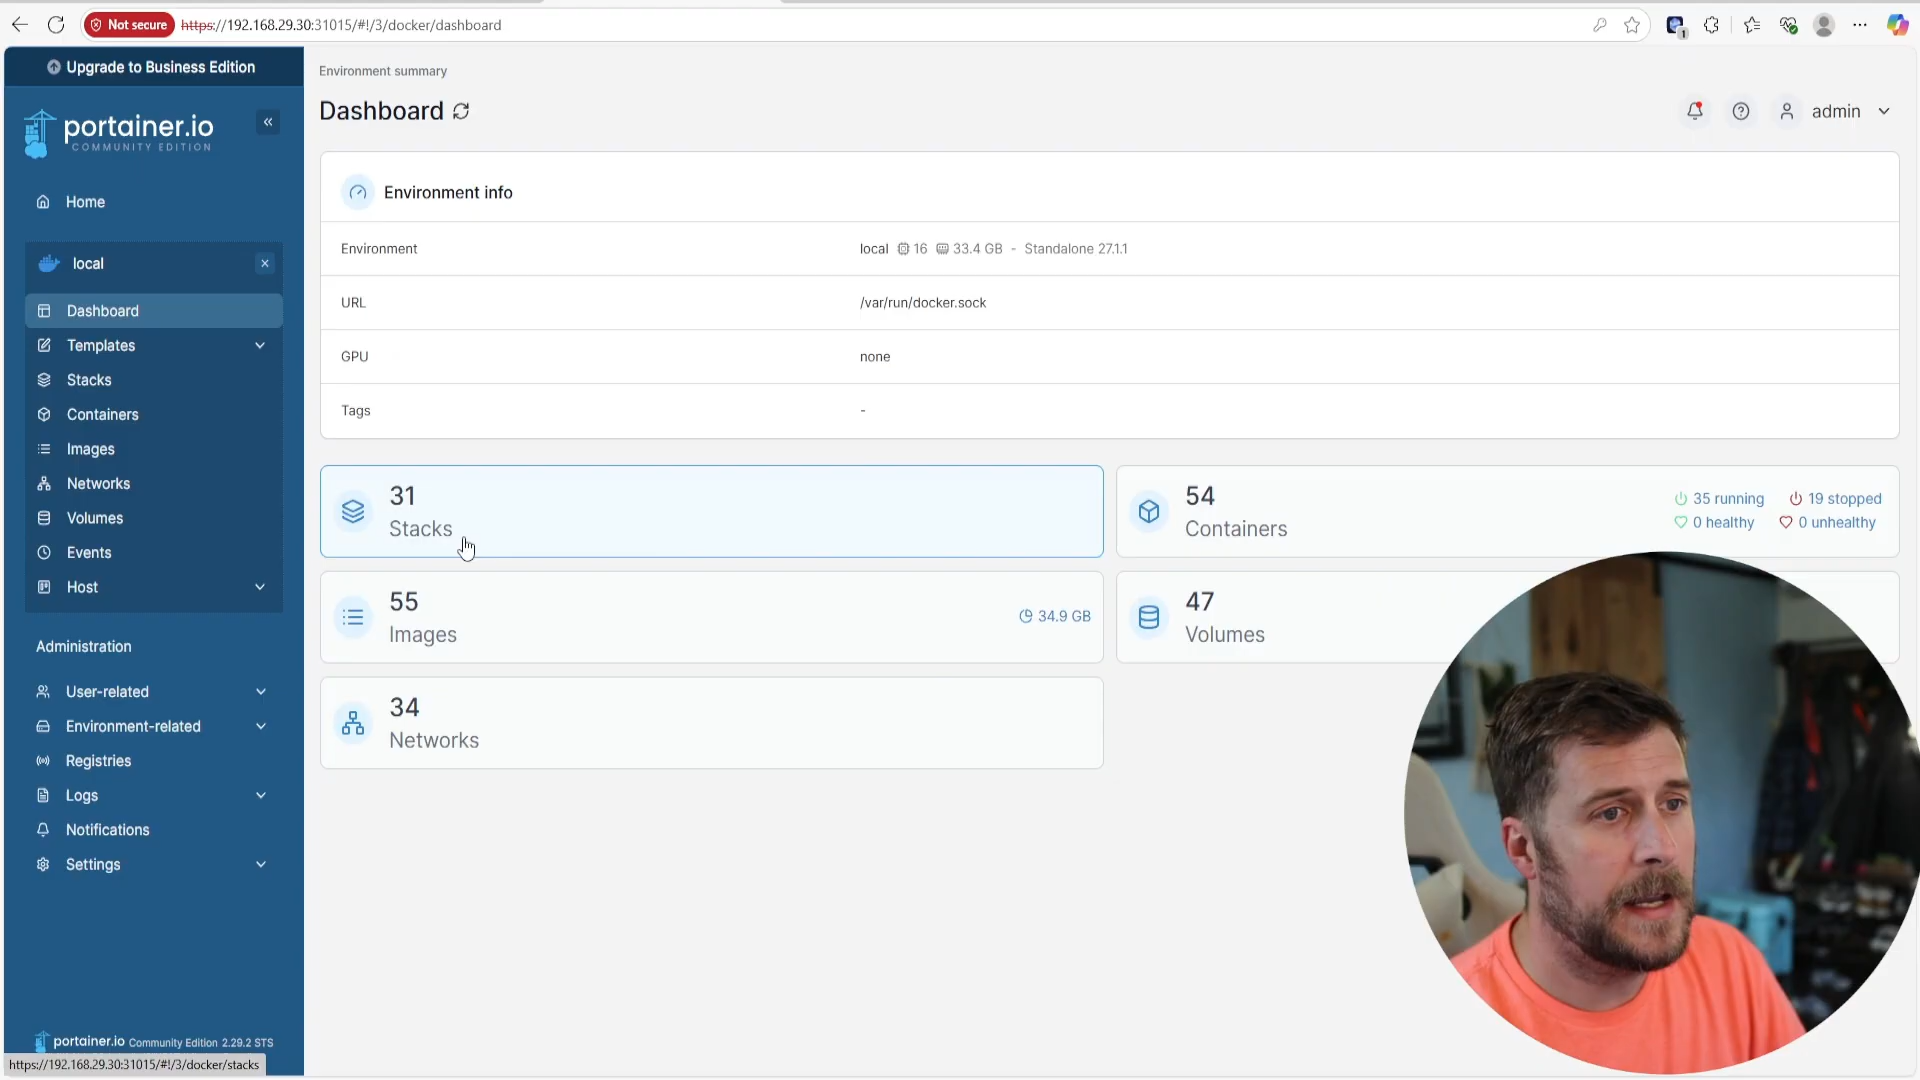 Not secure
https://192.168.29.30:31015/#!/3/docker/dashboard
1
Upgrade to Business Edition
portainer.io
COMMUNITY EDITION
Home
local
Dashboard
Templates
Stacks
Containers
Images
Networks
Volumes
Events
Host
Administration
User-related
Environment-related
Registries
Logs
Notifications
Settings
portainer.io Community Edition 2.29.2 STS
https://192.168.29.30:31015/#!/3/docker/stacks
Environment summary
Dashboard
admin
Environment info
Environment local 16 33.4 GB - Standalone 27.1.1
URL /var/run/docker.sock
GPU none
Tags -
31
Stacks
54
Containers
35 running 19 stopped
0 healthy 0 unhealthy
55
Images
34.9 GB
47
Volumes
34
Networks